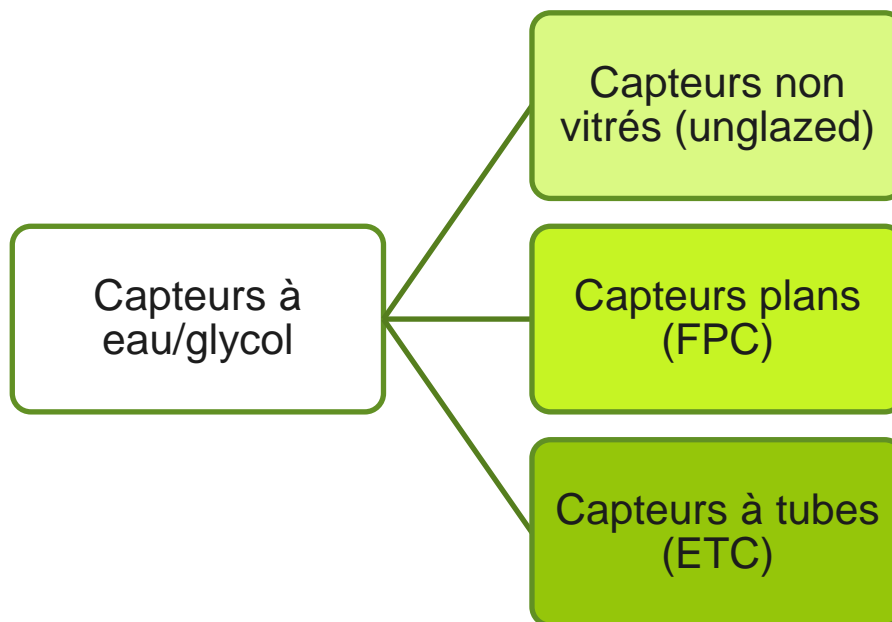 Capteurs non
vitrés (unglazed)
Capteurs à
eau/glycol
Capteurs plans
(FPC)
Capteurs à tubes
(ETC)